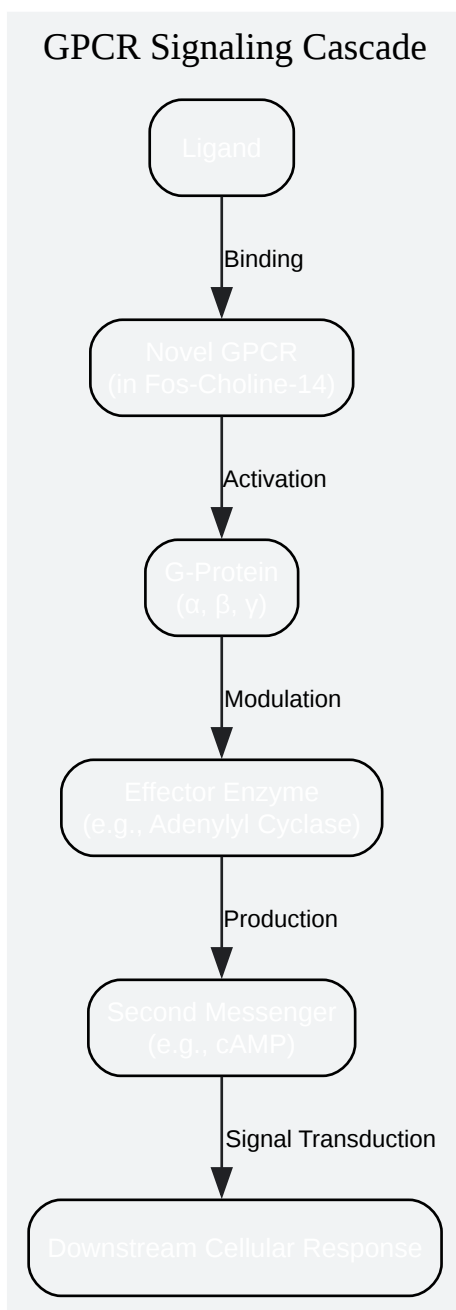 GPCR Signaling Cascade
Ligand
Binding
Novel GPCR
(in Fos-Choline-14)
Activation
G-Protein
(α, β, γ)
Modulation
Effector Enzyme
(e.g., Adenylyl Cyclase)
Production
Second Messenger
(e.g., cAMP)
Signal Transduction
Downstream Cellular Response